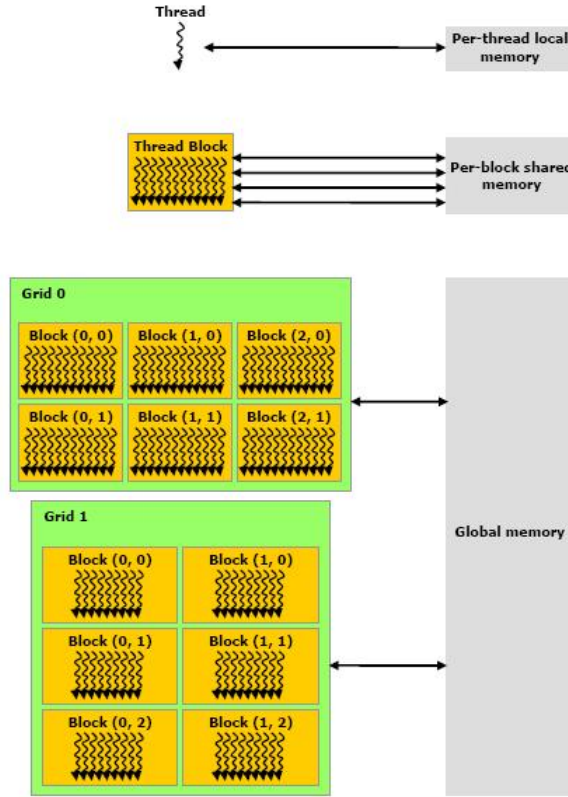 Thread
Per-thread local
memory
Thread Block
Per-block shared
memory
Grid 0
Block (0, 0) Block (1, 0) Block (2, 0)
Block (0, 1) Block (1, 1) Block (2, 1)
Grid 1
Block (0, 0) Block (1, 0)
Block (0, 1) Block (1, 1)
Block (0, 2) Block (1, 2)
Global memory